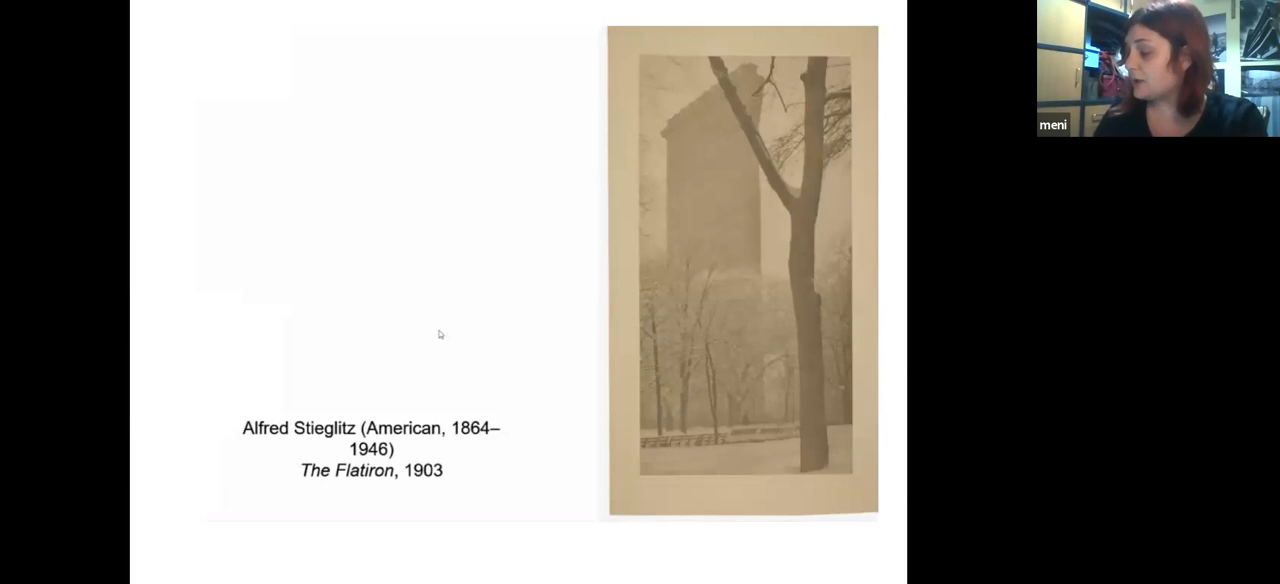 meni
Alfred Stieglitz (American, 1864–
1946)
The Flatiron, 1903